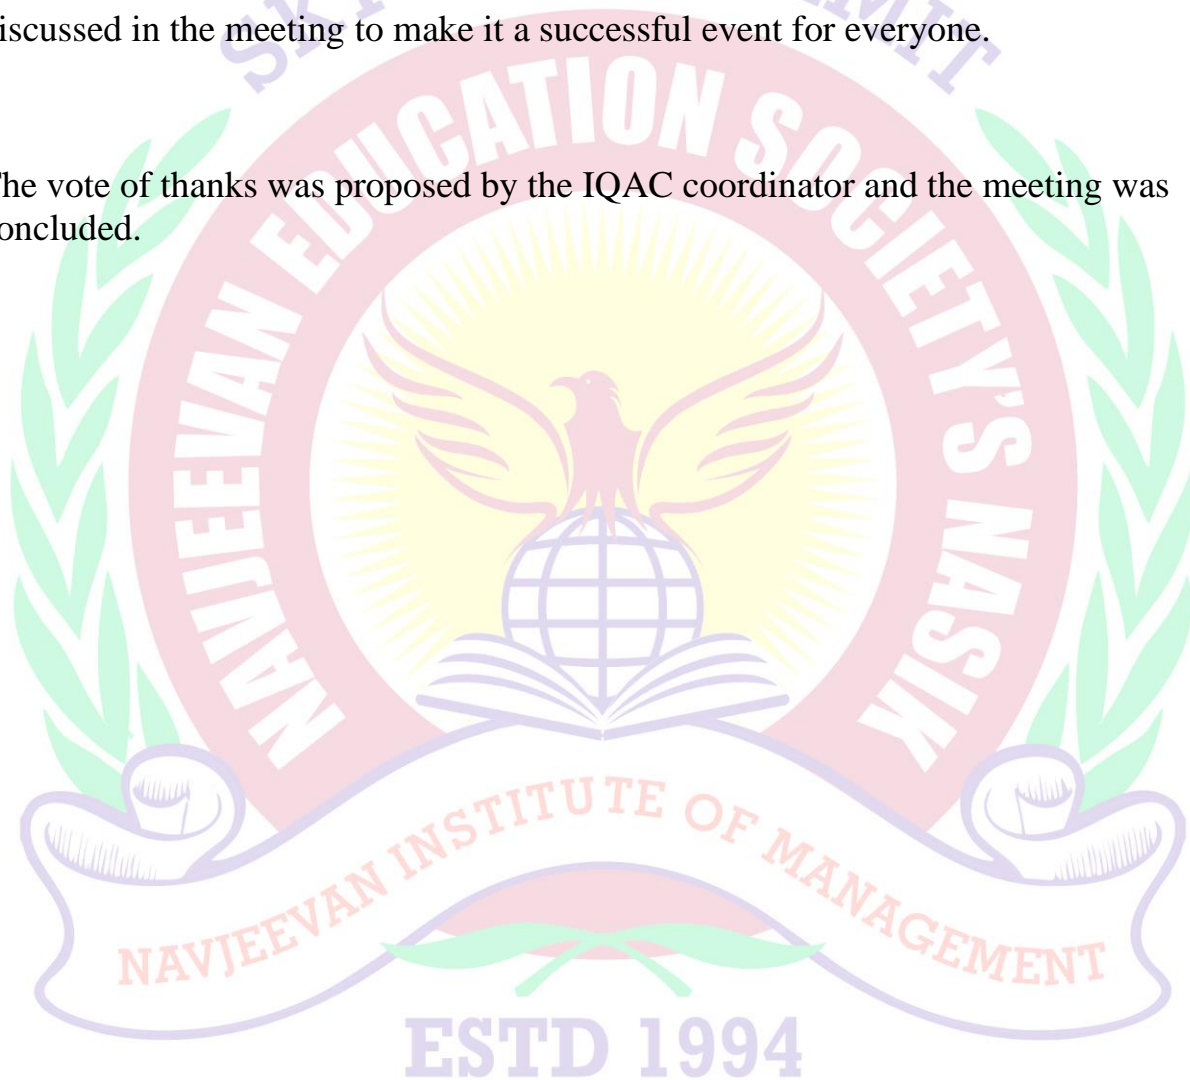 iscussed in the meeting to make it a successful event for everyone.
The vote of thanks was proposed by the IQAC coordinator and the meeting was
oncluded.
NAVJEEVAN EDUCATION SOCIETY'S NASIK
NAVJEEVAN INSTITUTE OF MANAGEMENT
ESTD 1994